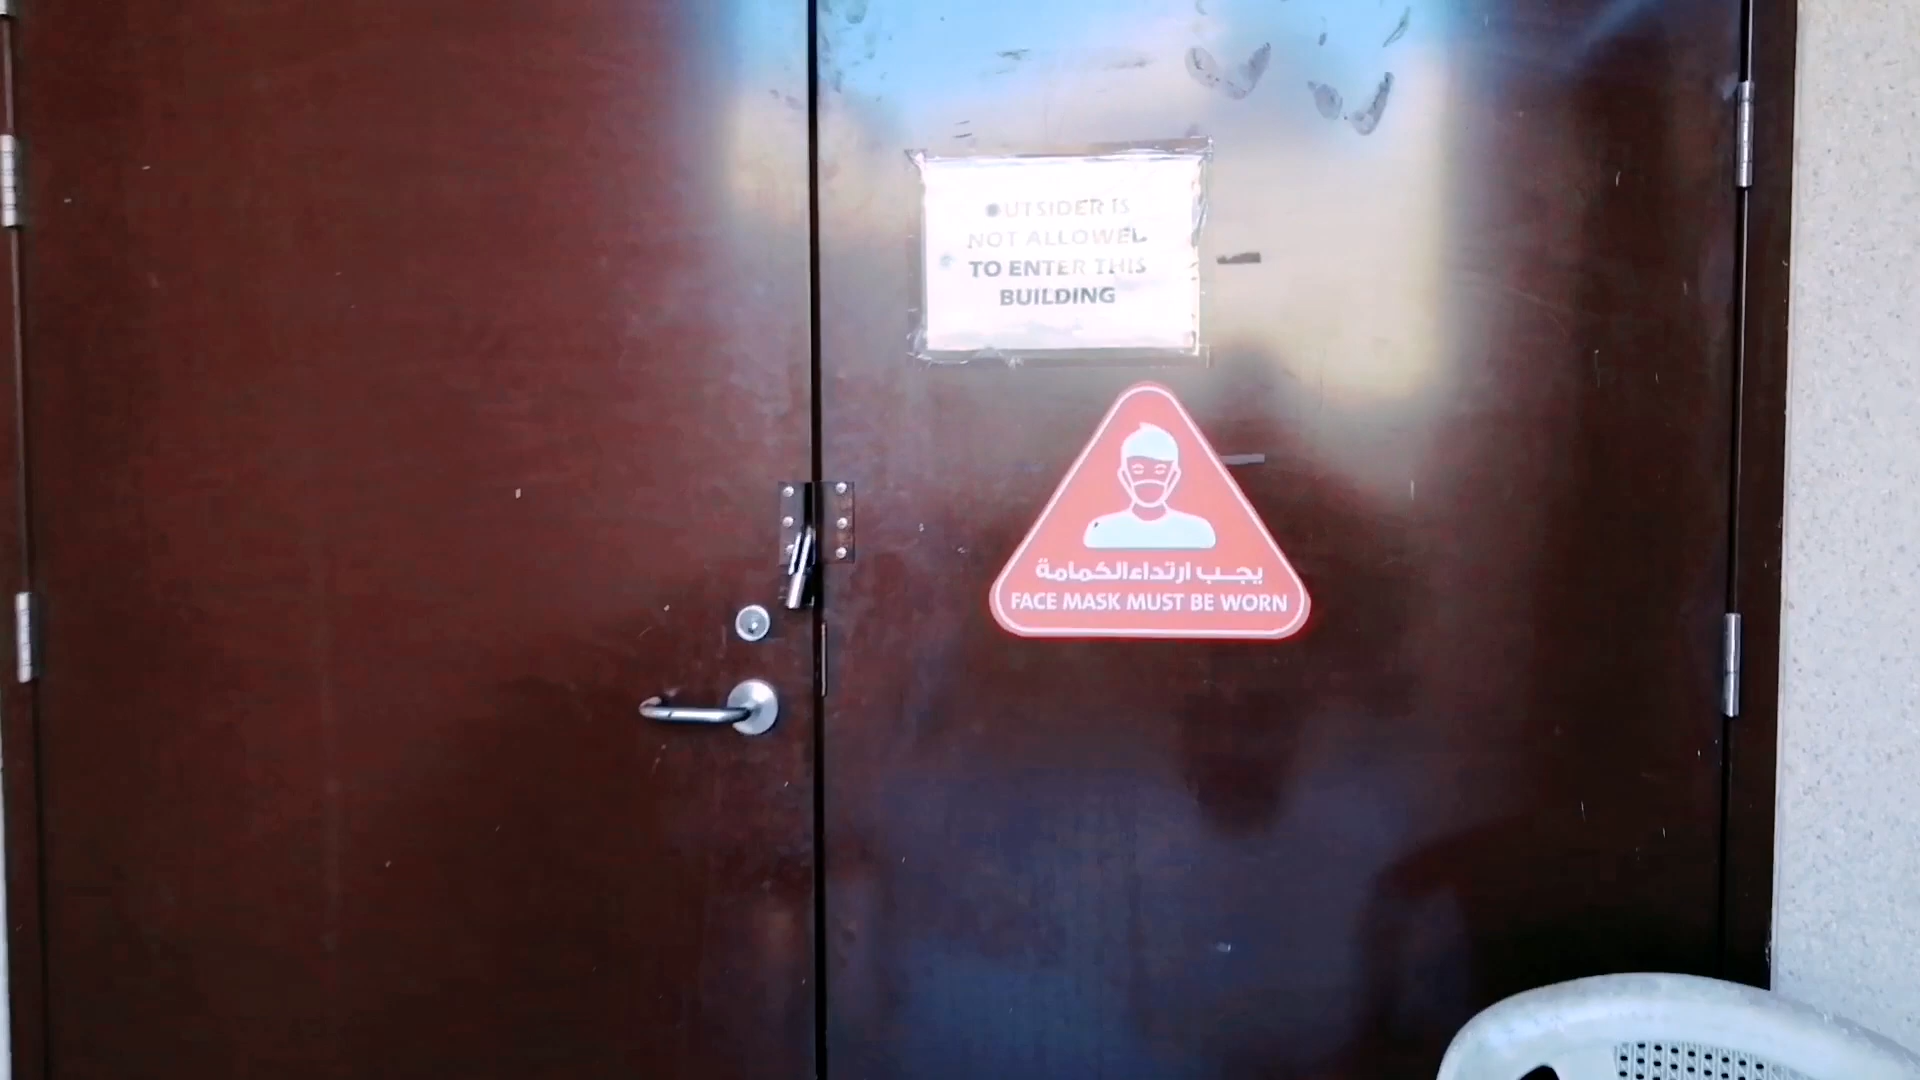 OUTSIDER IS
NOT ALLOWED
TO ENTER THIS
BUILDING
يجب ارتداء الكمامة
FACE MASK MUST BE WORN